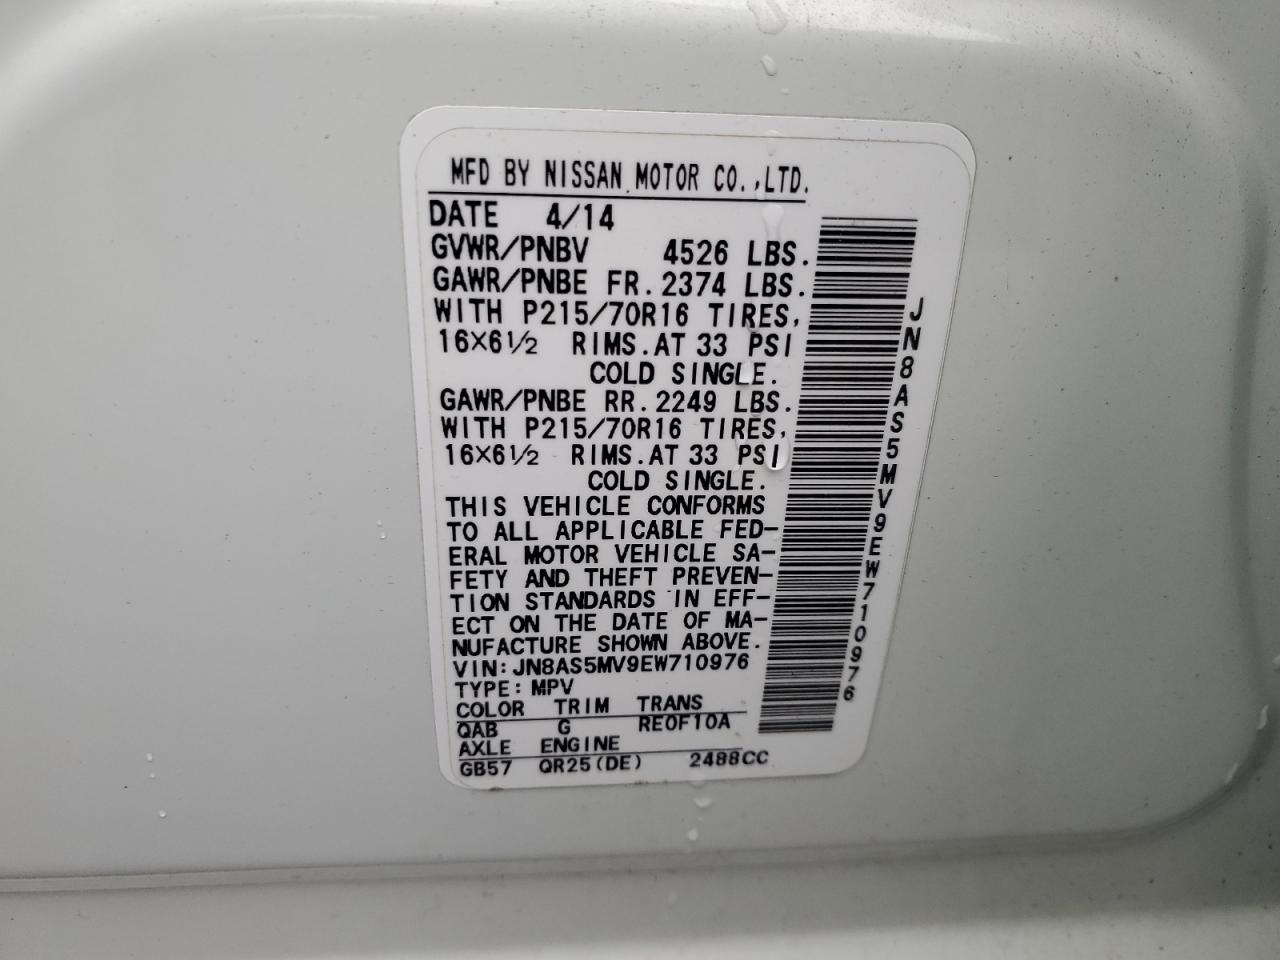 MFD BY NISSAN MOTOR CO.,LTD.
DATE 4/14
GVWR/PNBV 4526 LBS.
GAWR/PNBE FR.2374 LBS.
WITH P215/70R16 TIRES,
16×6½ RIMS.AT 33 PSI
COLD SINGLE.
GAWR/PNBE RR.2249 LBS.
WITH P215/70R16 TIRES,
16×6½ RIMS.AT 33 PSI
COLD SINGLE.
THIS VEHICLE CONFORMS
TO ALL APPLICABLE FED-
ERAL MOTOR VEHICLE SA-
FETY AND THEFT PREVEN-
TION STANDARDS IN EFF-
ECT ON THE DATE OF MA-
NUFACTURE SHOWN ABOVE.
VIN:JN8AS5MV9EW710976
TYPE:MPV
COLOR TRIM TRANS
QAB G RE0F10A
AXLE ENGINE
GB57 QR25(DE) 2488CC
JN8AS5MV9EW710976